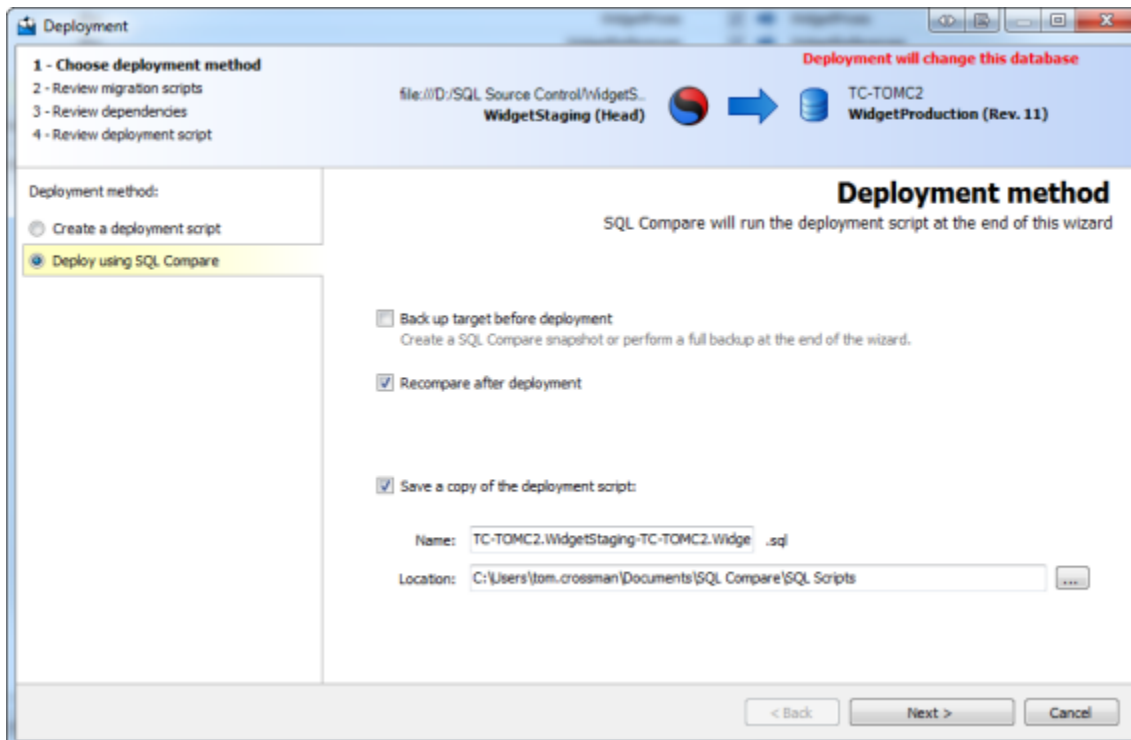 Deployment
1 - Choose deployment method
2 - Review migration scripts
3 - Review dependencies
4 - Review deployment script
file:///D:/SQL Source Control/WidgetS...
WidgetStaging (Head)
Deployment will change this database
TC-TOMC2
WidgetProduction (Rev. 11)
Deployment method:
Create a deployment script
Deploy using SQL Compare
Deployment method
SQL Compare will run the deployment script at the end of this wizard
Back up target before deployment
Create a SQL Compare snapshot or perform a full backup at the end of the wizard.
Recompare after deployment
Save a copy of the deployment script:
Name: TC-TOMC2.WidgetStaging-TC-TOMC2.Widge .sql
Location: C:\Users\tom.crossman\Documents\SQL Compare\SQL Scripts ...
< Back Next > Cancel